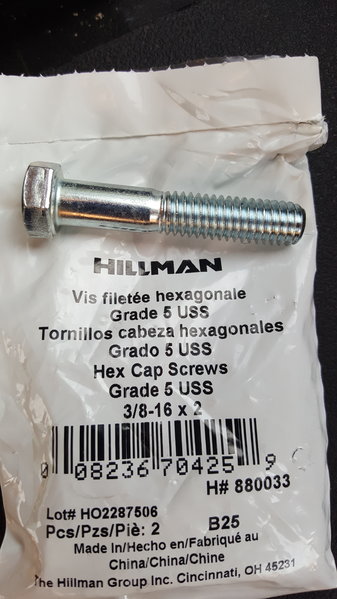 HILLMAN
Vis filetée hexagonale
Grade 5 USS
Tornillos cabeza hexagonales
Grado 5 USS
Hex Cap Screws
Grade 5 USS
3/8-16 x 2
0 08236 70425 9
H# 880033
Lot# HO2287506
Pcs/Pzs/Piè: 2 B25
Made In/Hecho en/Fabriqué au
China/China/Chine
The Hillman Group Inc. Cincinnati, OH 45231